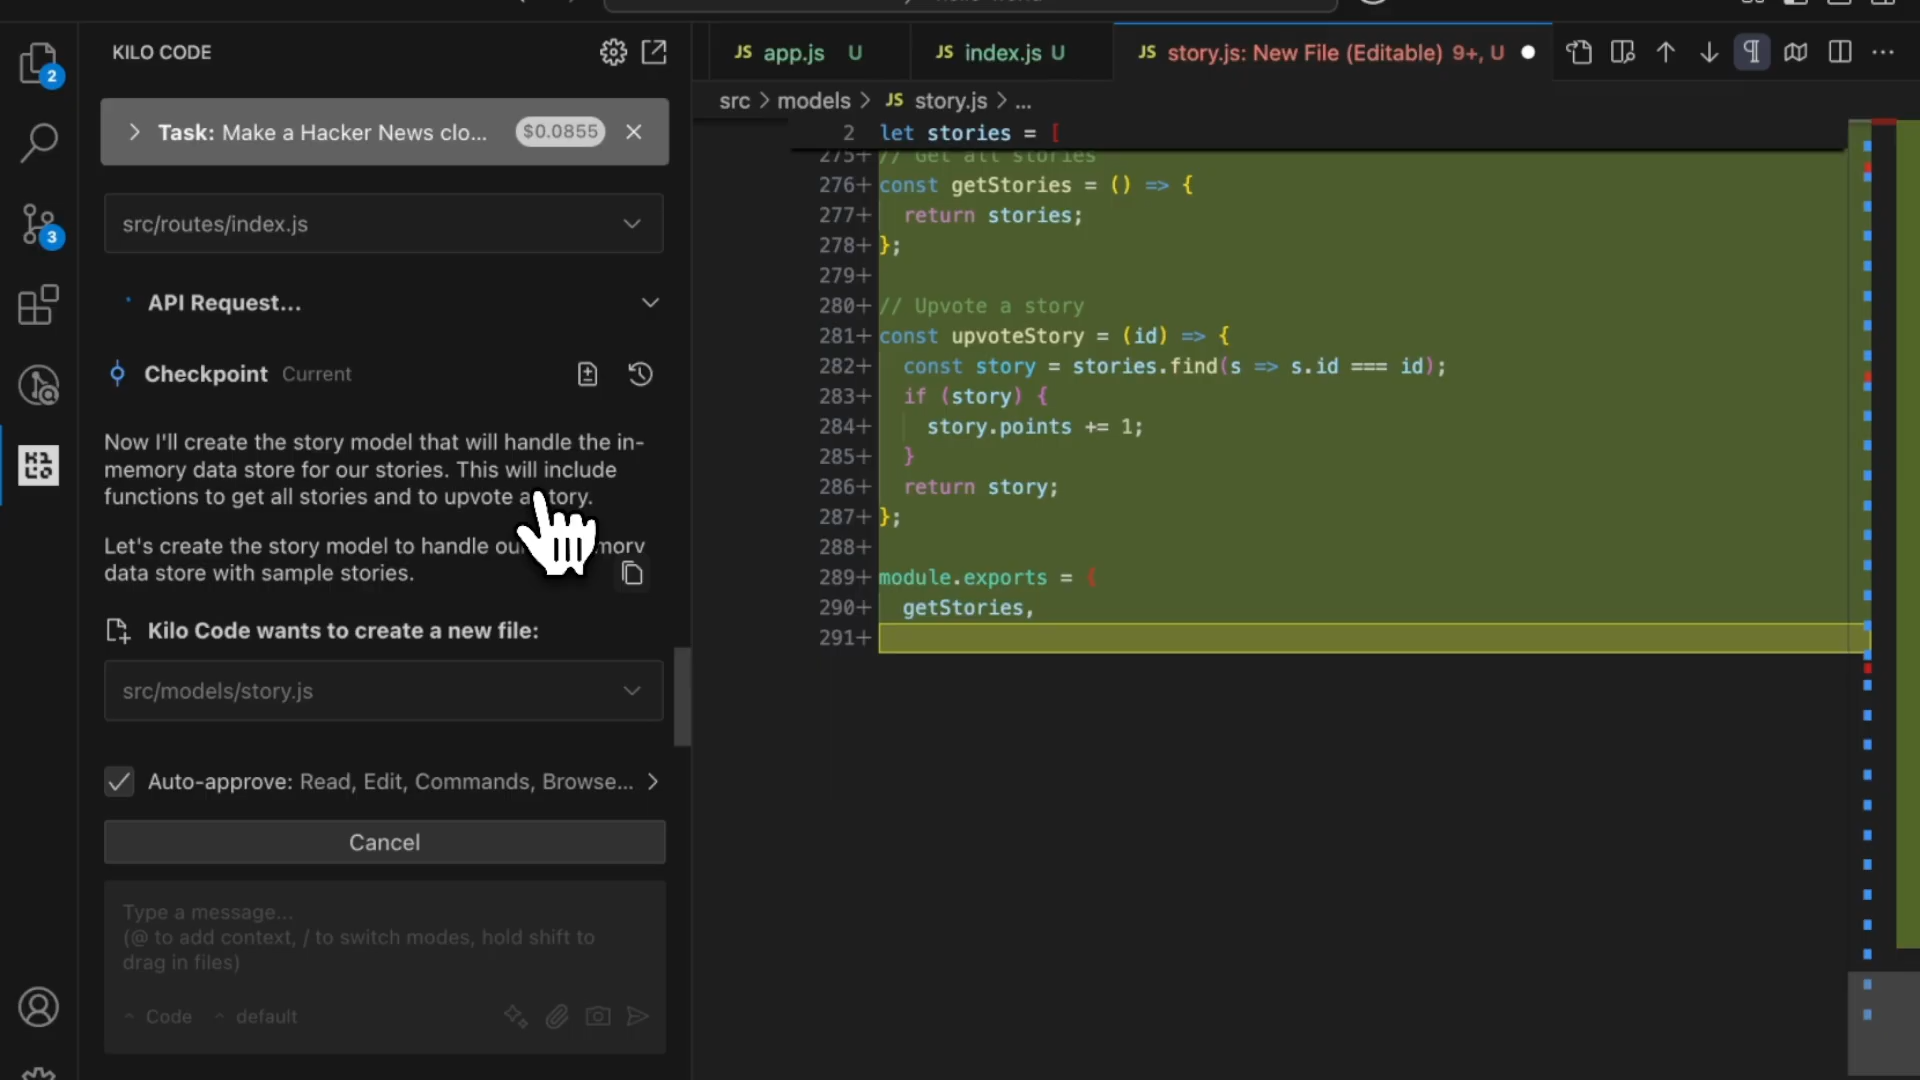 KILO CODE
Task: Make a Hacker News clo... $0.0855
src/routes/index.js
API Request...
Checkpoint Current
Now I'll create the story model that will handle the in-
memory data store for our stories. This will include
functions to get all stories and to upvote a tory.
Let's create the story model to handle ou mory
data store with sample stories.
Kilo Code wants to create a new file:
src/models/story.js
Auto-approve: Read, Edit, Commands, Browse...
Cancel
Type a message...
(@ to add context, / to switch modes, hold shift to
drag in files)
Code default
2
3
JS app.js U
JS index.js U
JS story.js: New File (Editable) 9+, U
src > models > JS story.js > ...
2 let stories = [
275+ // Get all stories
276+ const getStories = () => {
277+ return stories;
278+ };
279+
280+ // Upvote a story
281+ const upvoteStory = (id) => {
282+ const story = stories.find(s => s.id === id);
283+ if (story) {
284+ story.points += 1;
285+ }
286+ return story;
287+ };
288+
289+ module.exports = {
290+ getStories,
291+